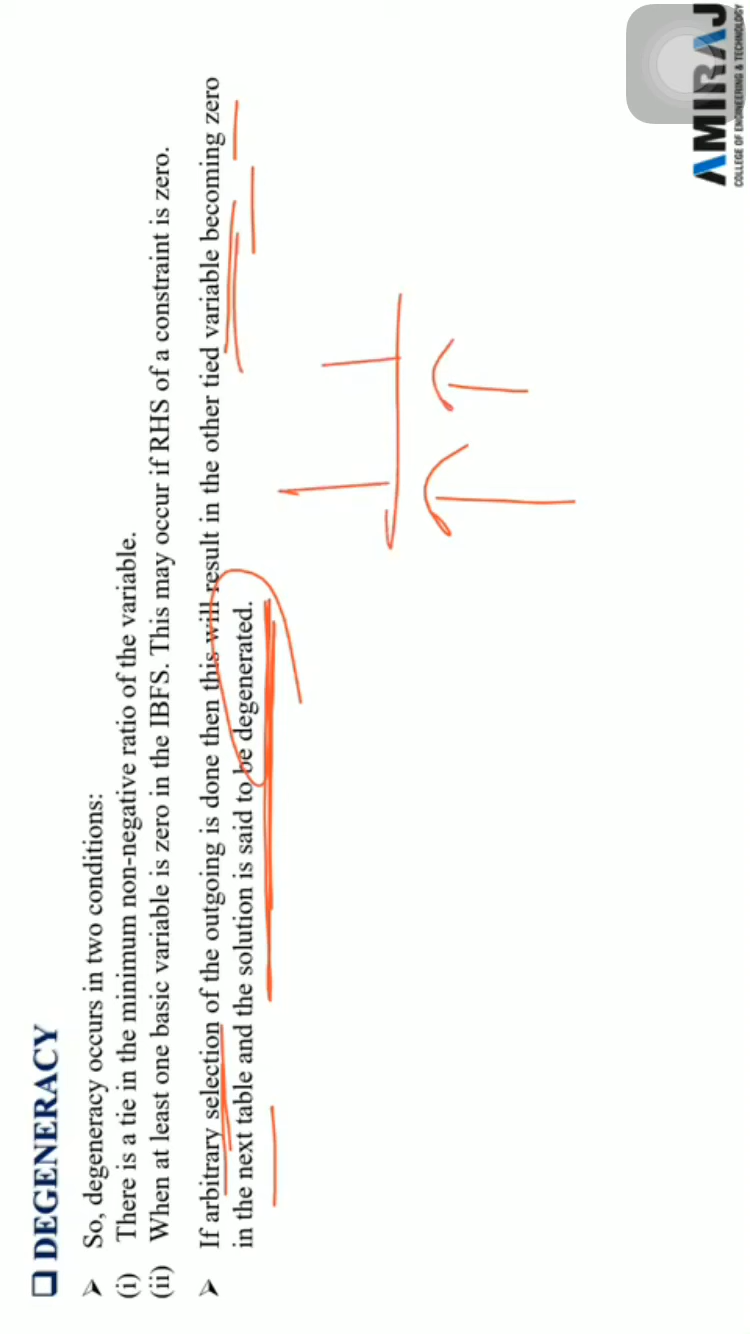 ❑ DEGENERACY
➢ So, degeneracy occurs in two conditions:
(i) There is a tie in the minimum non-negative ratio of the variable.
(ii) When at least one basic variable is zero in the IBFS. This may occur if RHS of a constraint is zero.
➢ If arbitrary selection of the outgoing is done then this will result in the other tied variable becoming zero
in the next table and the solution is said to be degenerated.
AMIRAJ
COLLEGE OF ENGINEERING & TECHNOLOGY